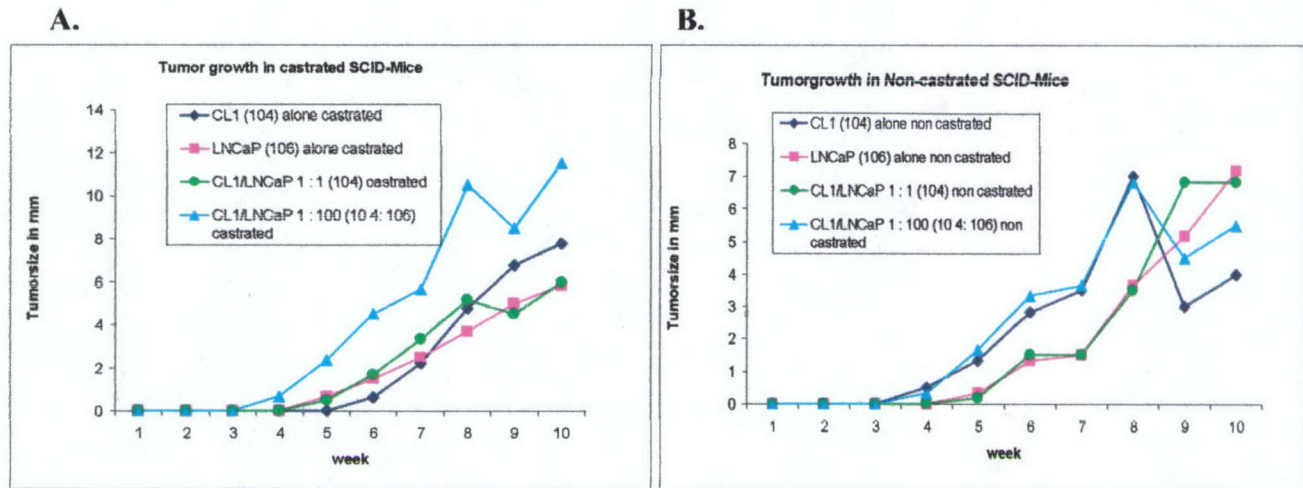 A.
Tumor growth in castrated SCID-Mice
CL1 (104) alone castrated
LNCaP (106) alone castrated
CL1/LNCaP 1 : 1 (104) castrated
CL1/LNCaP 1 : 100 (10 4: 106)
castrated
Tumorsize in mm
14
12
10
8
6
4
2
0
1 2 3 4 5 6 7 8 9 10
week
B.
Tumorgrowth in Non-castrated SCID-Mice
CL1 (104) alone non castrated
LNCaP (106) alone non castrated
CL1/LNCaP 1 : 1 (104) non castrated
CL1/LNCaP 1 : 100 (10 4: 106) non
castrated
Tumorsize in mm
8
7
6
5
4
3
2
1
0
1 2 3 4 5 6 7 8 9 10
week